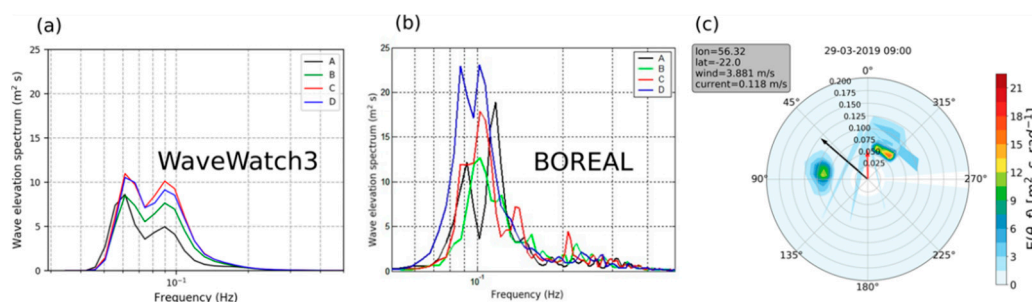 (a)
25
20
15
10
5
0
Wave elevation spectrum (m² s)
A
B
C
D
WaveWatch3
10⁻¹
Frequency (Hz)
(b)
25
20
15
10
5
0
Wave elevation spectrum (m² s)
A
B
C
D
BOREAL
Frequency (Hz)
(c)
lon=56.32
lat=-22.0
wind=3.881 m/s
current=0.118 m/s
29-03-2019 09:00
0°
45°
90°
135°
180°
225°
270°
315°
0.200
0.175
0.150
0.125
0.100
0.075
0.050
0.025
21
18
15
12
9
6
3
0